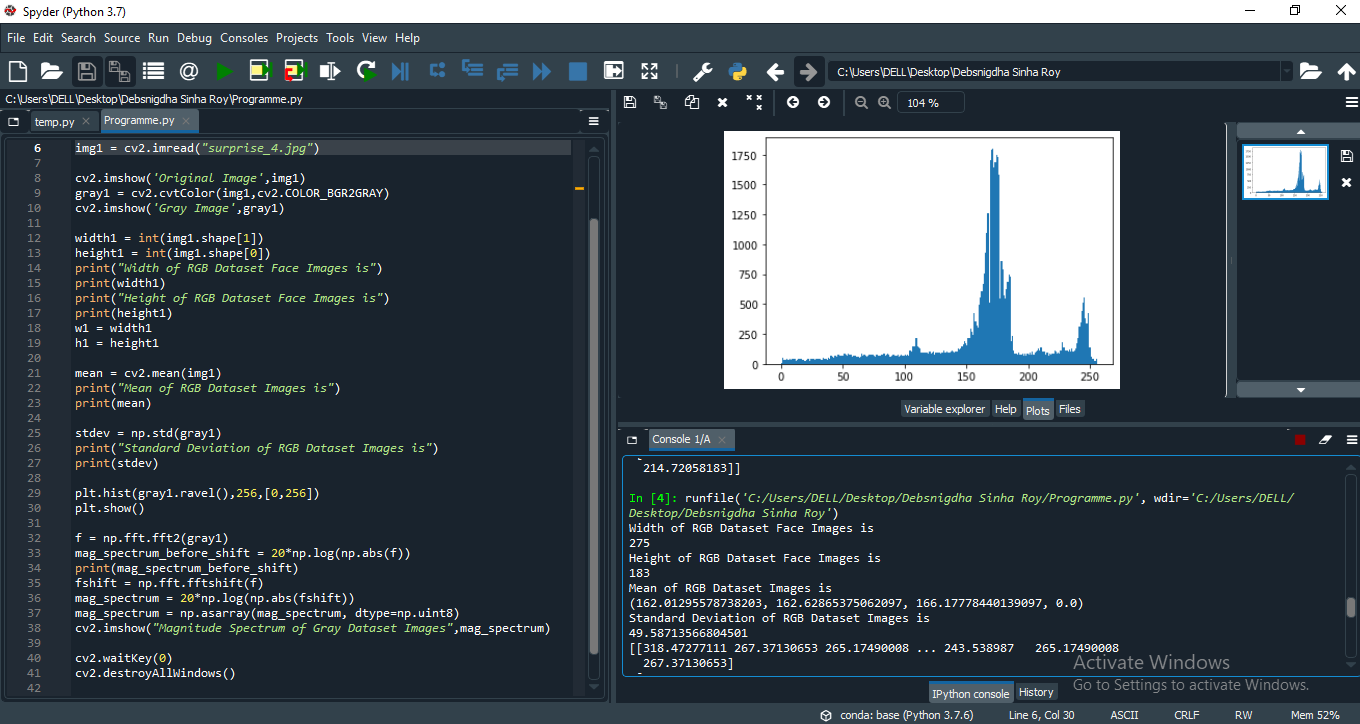 Spyder (Python 3.7)
File Edit Search Source Run Debug Consoles Projects Tools View Help
C:\Users\DELL\Desktop\Debsnigdha Sinha Roy
C:\Users\DELL\Desktop\Debsnigdha Sinha Roy\Programme.py
temp.py
Programme.py
6 img1 = cv2.imread("surprise_4.jpg")
7
8 cv2.imshow('Original Image',img1)
9 gray1 = cv2.cvtColor(img1,cv2.COLOR_BGR2GRAY)
10 cv2.imshow('Gray Image',gray1)
11
12 width1 = int(img1.shape[1])
13 height1 = int(img1.shape[0])
14 print("Width of RGB Dataset Face Images is")
15 print(width1)
16 print("Height of RGB Dataset Face Images is")
17 print(height1)
18 w1 = width1
19 h1 = height1
20
21 mean = cv2.mean(img1)
22 print("Mean of RGB Dataset Images is")
23 print(mean)
24
25 stdev = np.std(gray1)
26 print("Standard Deviation of RGB Dataset Images is")
27 print(stdev)
28
29 plt.hist(gray1.ravel(),256,[0,256])
30 plt.show()
31
32 f = np.fft.fft2(gray1)
33 mag_spectrum_before_shift = 20*np.log(np.abs(f))
34 print(mag_spectrum_before_shift)
35 fshift = np.fft.fftshift(f)
36 mag_spectrum = 20*np.log(np.abs(fshift))
37 mag_spectrum = np.asarray(mag_spectrum, dtype=np.uint8)
38 cv2.imshow("Magnitude Spectrum of Gray Dataset Images",mag_spectrum)
39
40 cv2.waitKey(0)
41 cv2.destroyAllWindows()
42
104 %
1750
1500
1250
1000
750
500
250
0
0 50 100 150 200 250
Variable explorer Help Plots Files
Console 1/A
214.72058183]]
In [4]: runfile('C:/Users/DELL/Desktop/Debsnigdha Sinha Roy/Programme.py', wdir='C:/Users/DELL/
Desktop/Debsnigdha Sinha Roy')
Width of RGB Dataset Face Images is
275
Height of RGB Dataset Face Images is
183
Mean of RGB Dataset Images is
(162.01295578738203, 162.62865375062097, 166.17778440139097, 0.0)
Standard Deviation of RGB Dataset Images is
49.58713566804501
[[318.47277111 267.37130653 265.17490008 ... 243.538987 265.17490008
267.37130653]
Activate Windows
Go to Settings to activate Windows.
IPython console History
conda: base (Python 3.7.6) Line 6, Col 30 ASCII CRLF RW Mem 52%